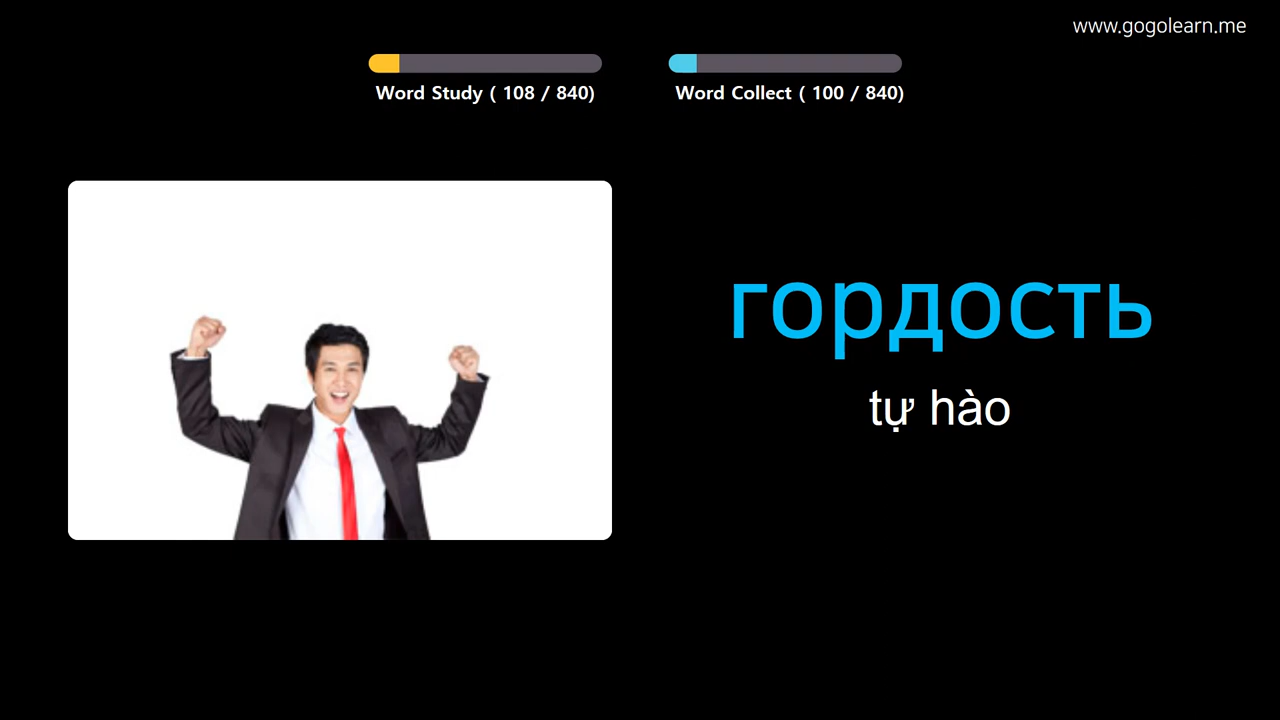 www.gogolearn.me
Word Study ( 108 / 840)
Word Collect ( 100 / 840)
гордость
tự hào